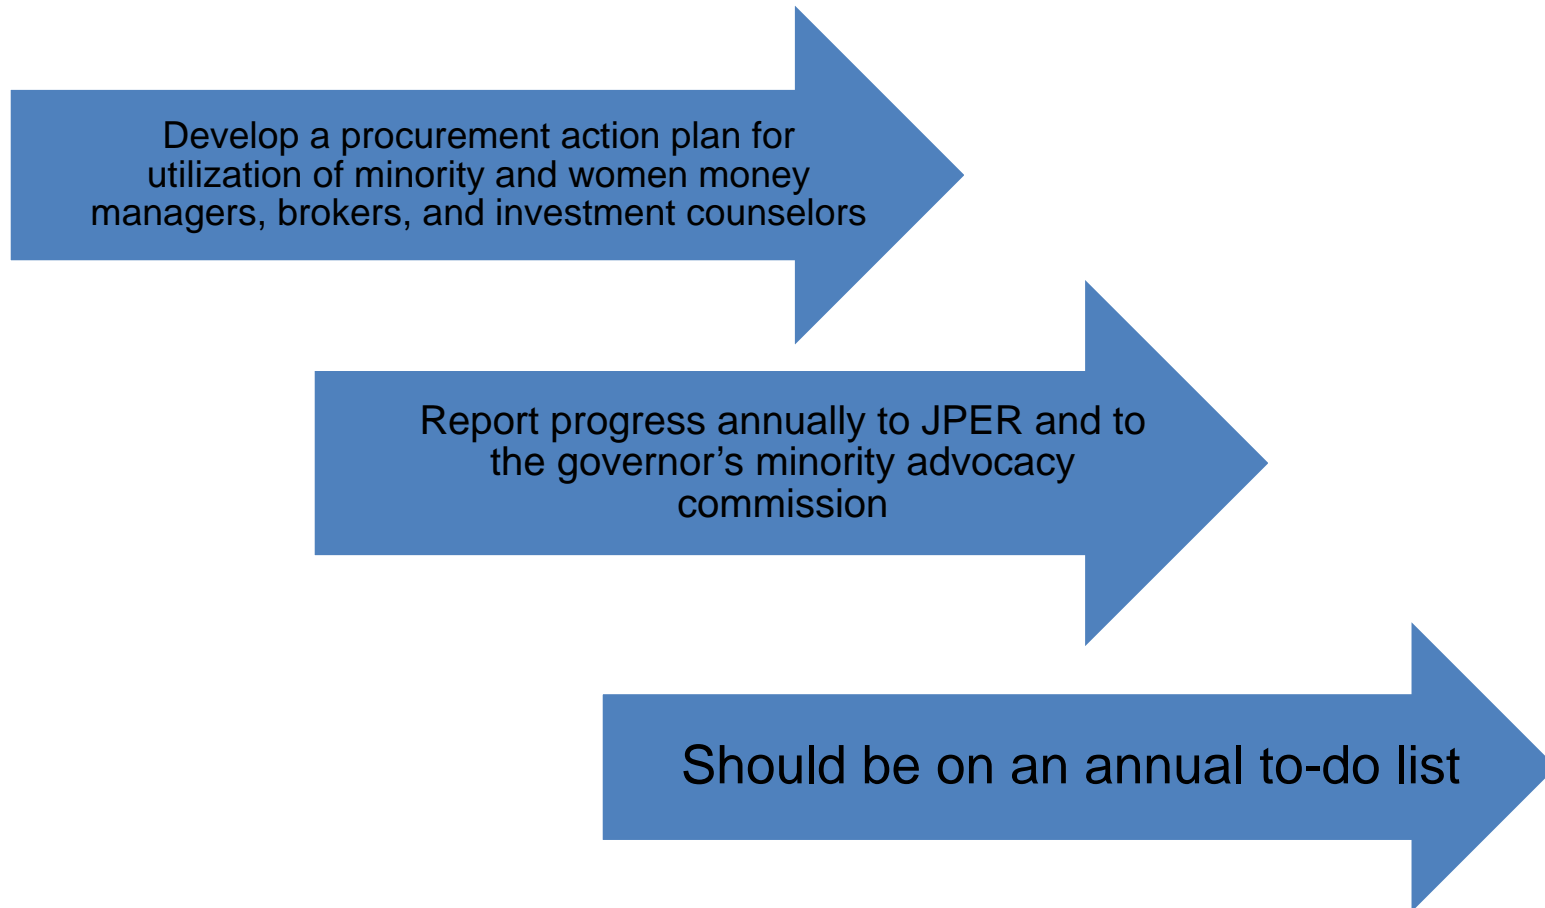 Develop a procurement action plan for
utilization of minority and women money
managers, brokers, and investment counselors
Report progress annually to JPER and to
the governor’s minority advocacy
commission
Should be on an annual to-do list